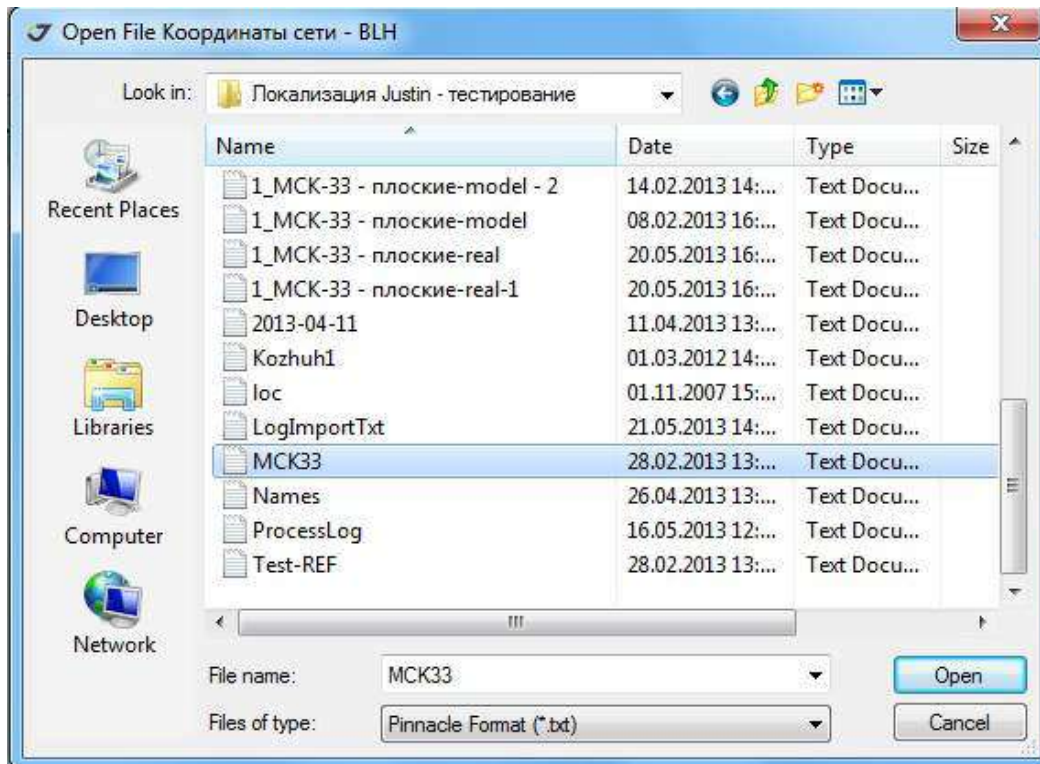 Open File Координаты сети - BLH
Look in: Локализация Justin - тестирование
Name Date Type Size
1_МСК-33 - плоские-model - 2 14.02.2013 14:... Text Docu...
1_МСК-33 - плоские-model 08.02.2013 16:... Text Docu...
1_МСК-33 - плоские-real 20.05.2013 16:... Text Docu...
1_МСК-33 - плоские-real-1 20.05.2013 16:... Text Docu...
2013-04-11 11.04.2013 13:... Text Docu...
Kozhuh1 01.03.2012 14:... Text Docu...
loc 01.11.2007 15:... Text Docu...
LogImportTxt 21.05.2013 14:... Text Docu...
МСК33 28.02.2013 13:... Text Docu...
Names 26.04.2013 13:... Text Docu...
ProcessLog 16.05.2013 12:... Text Docu...
Test-REF 28.02.2013 13:... Text Docu...
Recent Places
Desktop
Libraries
Computer
Network
File name: МСК33 Open
Files of type: Pinnacle Format (*.txt) Cancel